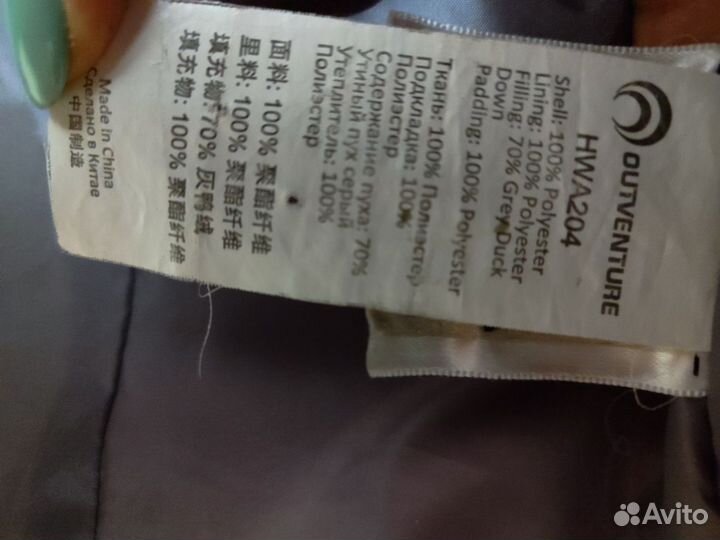 OUTVENTURE
HWA204
Shell: 100% Polyester
Lining: 100% Polyester
Filling: 70% Grey Duck
Down
Padding: 100% Polyester
Ткань: 100% Полиэстер
Подкладка: 100%
Полиэстер
Содержание пуха: 70%
Утиный пух серый
Утеплитель: 100%
Полиэстер
面料: 100% 聚酯纤维
里料: 100% 聚酯纤维
填充物: 70% 灰鸭绒
填充物: 100% 聚酯纤维
Made in China
Сделано в Китае
中国制造
Avito